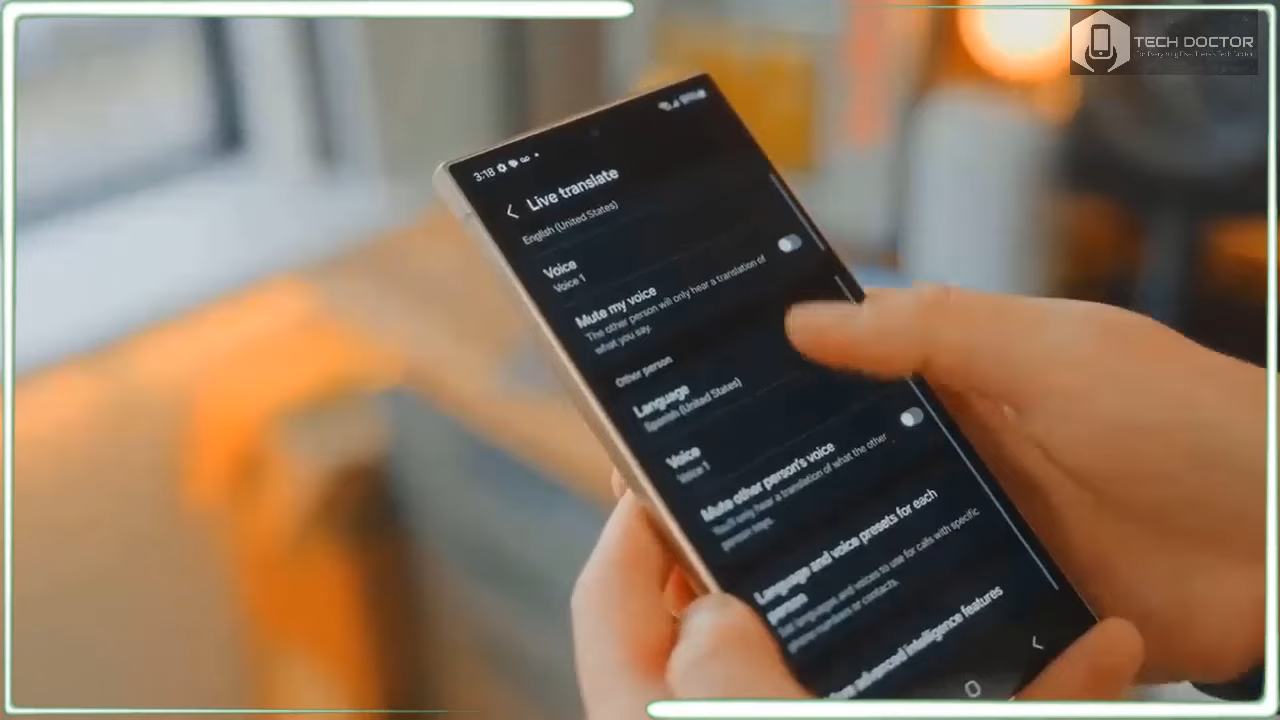 TECH DOCTOR
3:18
Live translate
English (United States)
Voice
Voice 1
Mute my voice
The other person will only hear a translation of
what you say.
Other person
Language
Spanish (United States)
Voice
Voice 1
Mute other person's voice
You'll only hear a translation of what the other
person says.
Language and voice presets for each
person
Set languages and voices to use for calls with specific
phone numbers or contacts.
advanced intelligence features